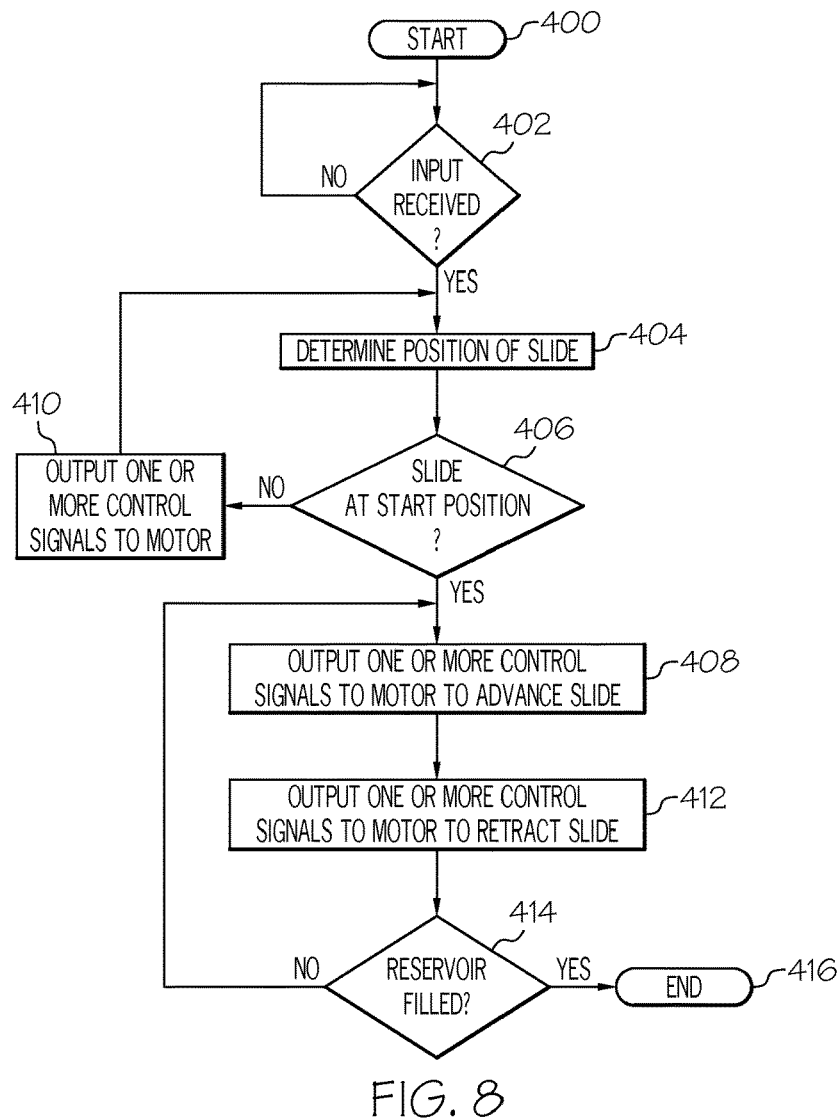 START
400
402
INPUT
RECEIVED
?
NO
YES
DETERMINE POSITION OF SLIDE
404
410
OUTPUT ONE OR
MORE CONTROL
SIGNALS TO MOTOR
NO
406
SLIDE
AT START POSITION
?
YES
OUTPUT ONE OR MORE CONTROL
SIGNALS TO MOTOR TO ADVANCE SLIDE
408
OUTPUT ONE OR MORE CONTROL
SIGNALS TO MOTOR TO RETRACT SLIDE
412
414
NO
RESERVOIR
FILLED?
YES
END
416
FIG. 8